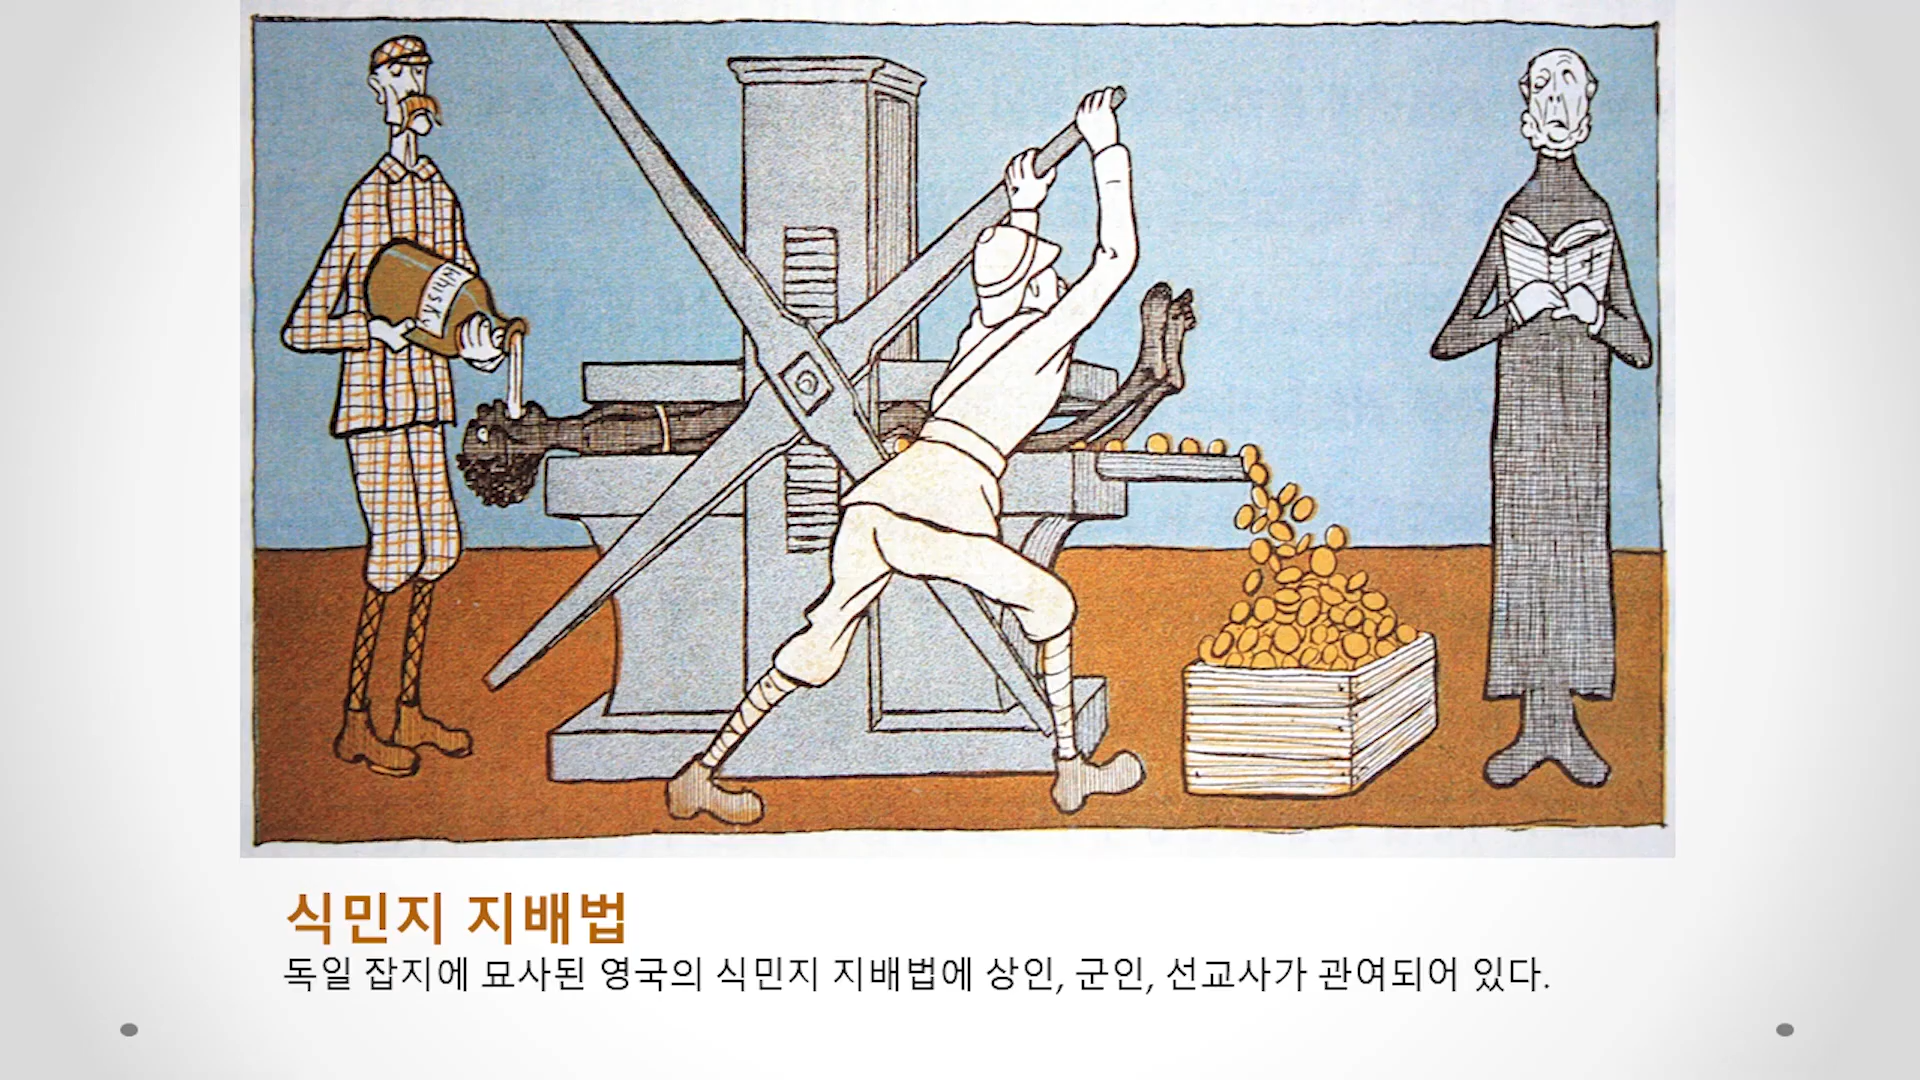 Whisky
식민지 지배법
독일 잡지에 묘사된 영국의 식민지 지배법에 상인, 군인, 선교사가 관여되어 있다.